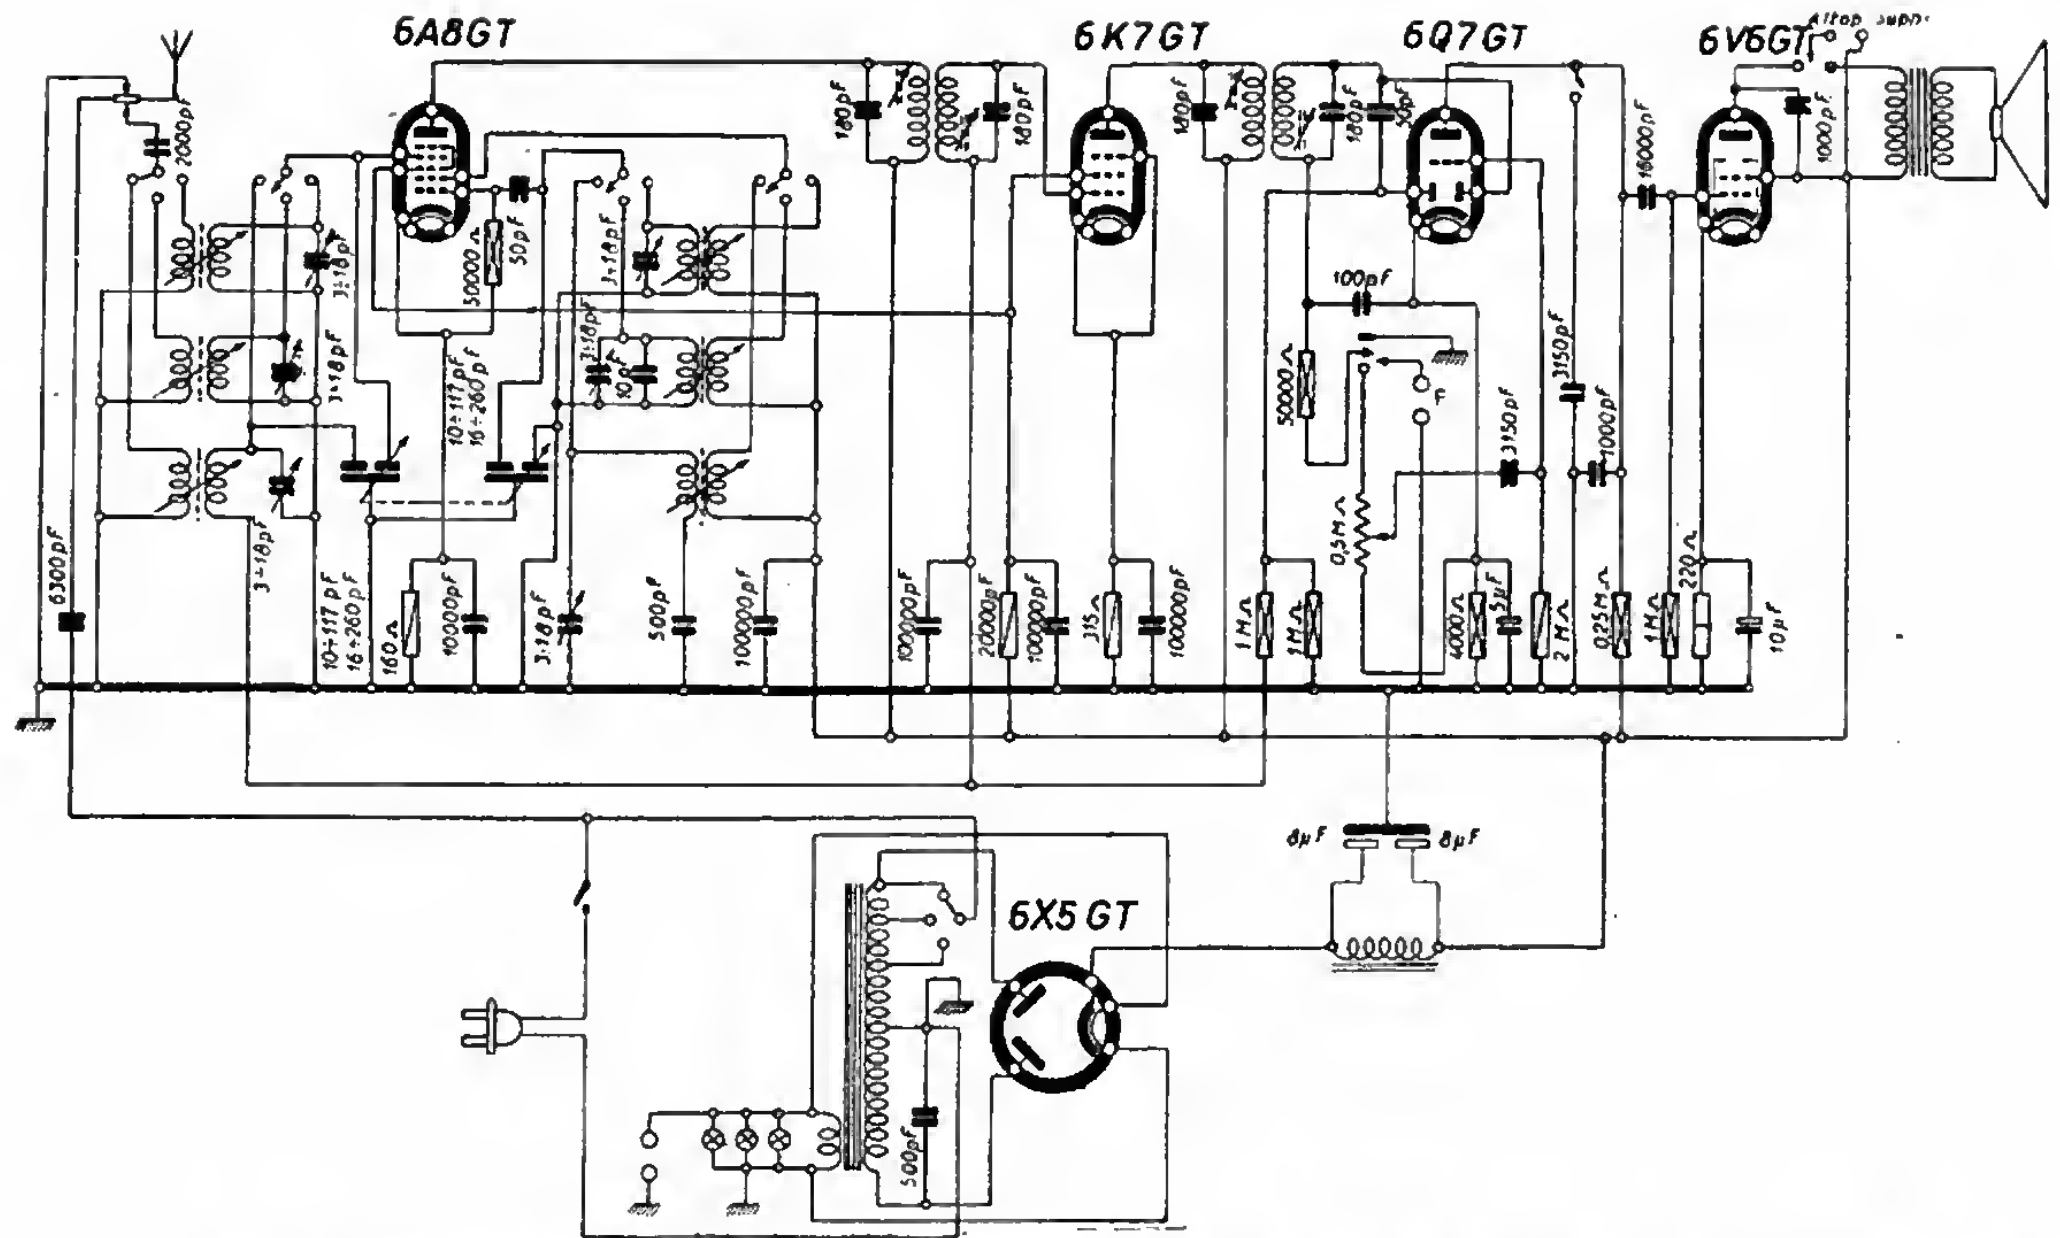 6A8GT
6K7GT
6Q7GT
6V6GT
Altop. suppl.
2000pF
180pF
180pF
180pF
180pF
50pF
16000pF
1000pF
50000Ω
50pF
3÷18pF
3÷18pF
3÷18pF
3÷18pF
10pF
3÷18pF
100pF
50000Ω
F
3150pF
3150pF
1000pF
10÷117pF
16÷260pF
0,5MΩ
6300pF
3÷18pF
10÷117pF
16÷260pF
160Ω
10000pF
3÷18pF
500pF
10000pF
100000pF
20000pF
100000pF
315Ω
100000pF
1MΩ
1MΩ
4000Ω
5µF
2MΩ
0,25MΩ
1MΩ
220Ω
10µF
8µF
8µF
6X5GT
500pF